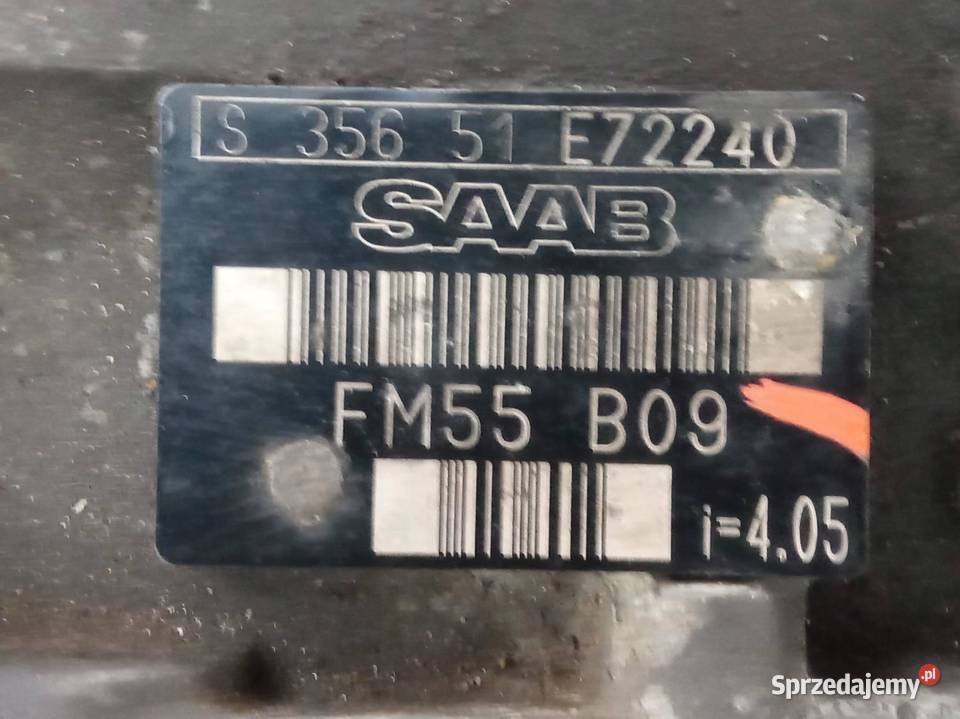 S 356 51 E72240
SAAB
FM55 B09
i=4.05
Sprzedajemy.pl